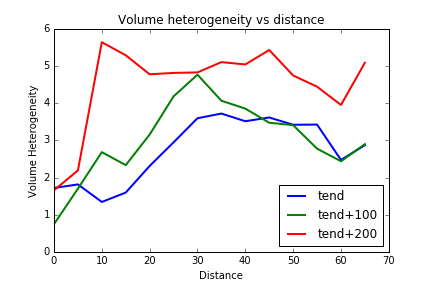 Volume heterogeneity vs distance
Volume Heterogeneity
6
5
4
3
2
1
0
0 10 20 30 40 50 60 70
Distance
tend
tend+100
tend+200